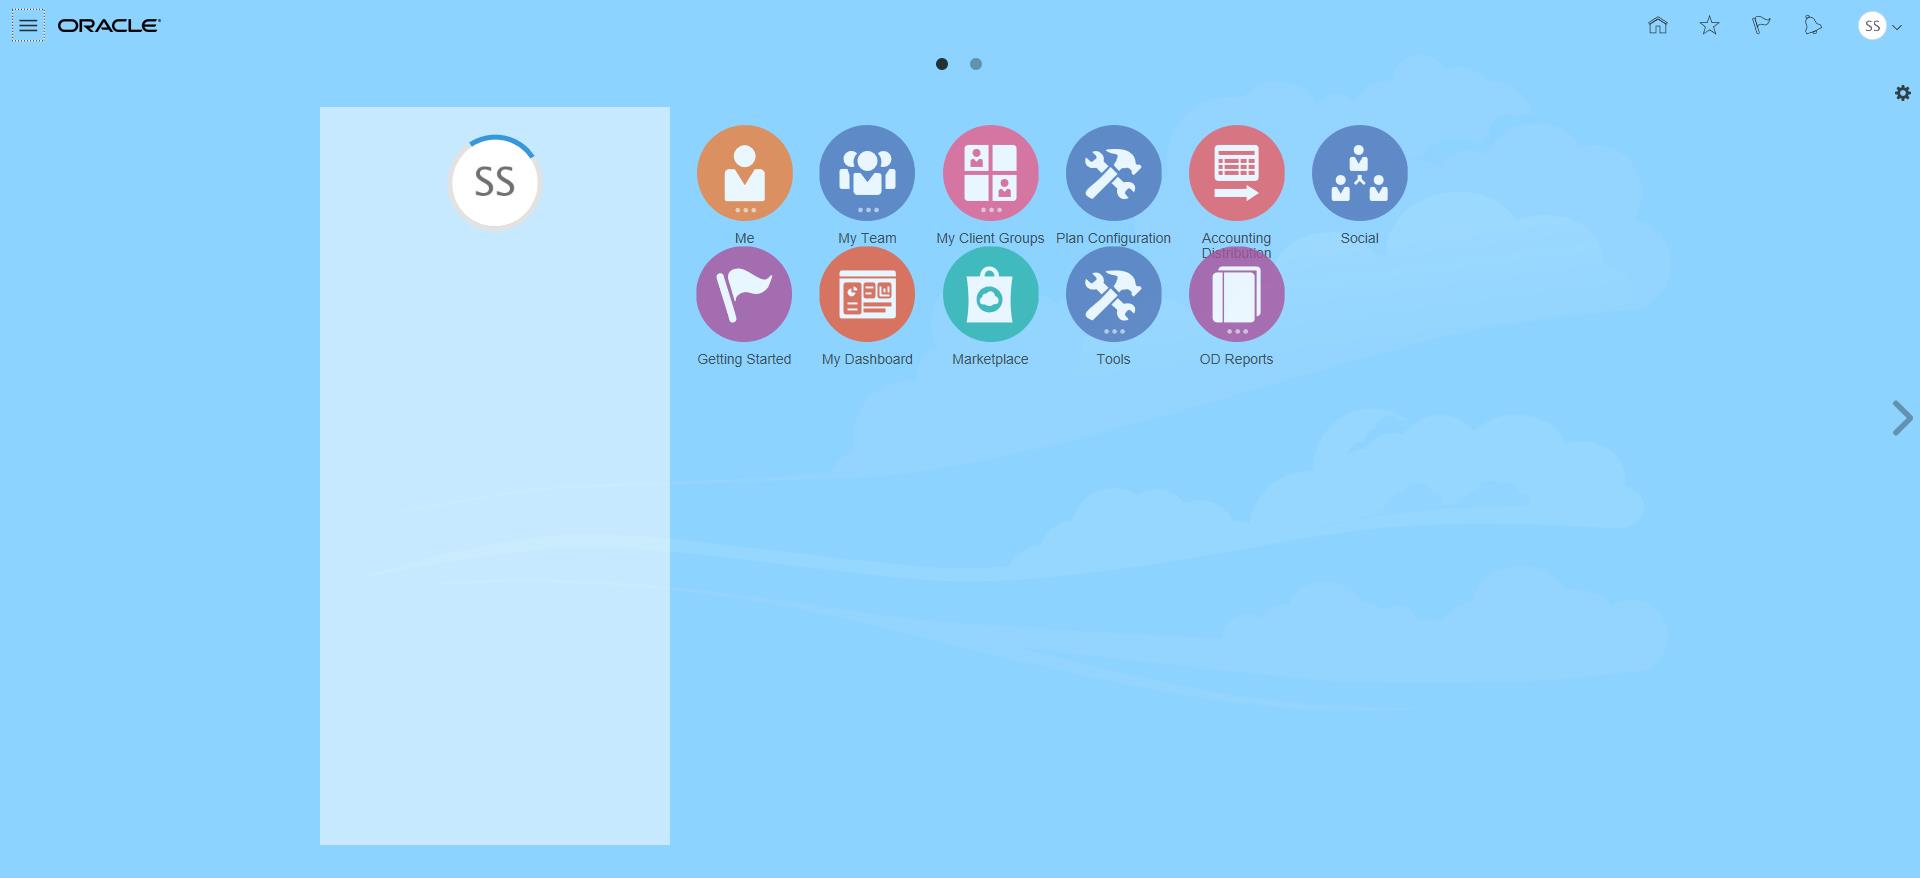 ORACLE
SS
SS
Me
My Team
My Client Groups
Plan Configuration
Accounting
Distribution
Social
Getting Started
My Dashboard
Marketplace
Tools
OD Reports